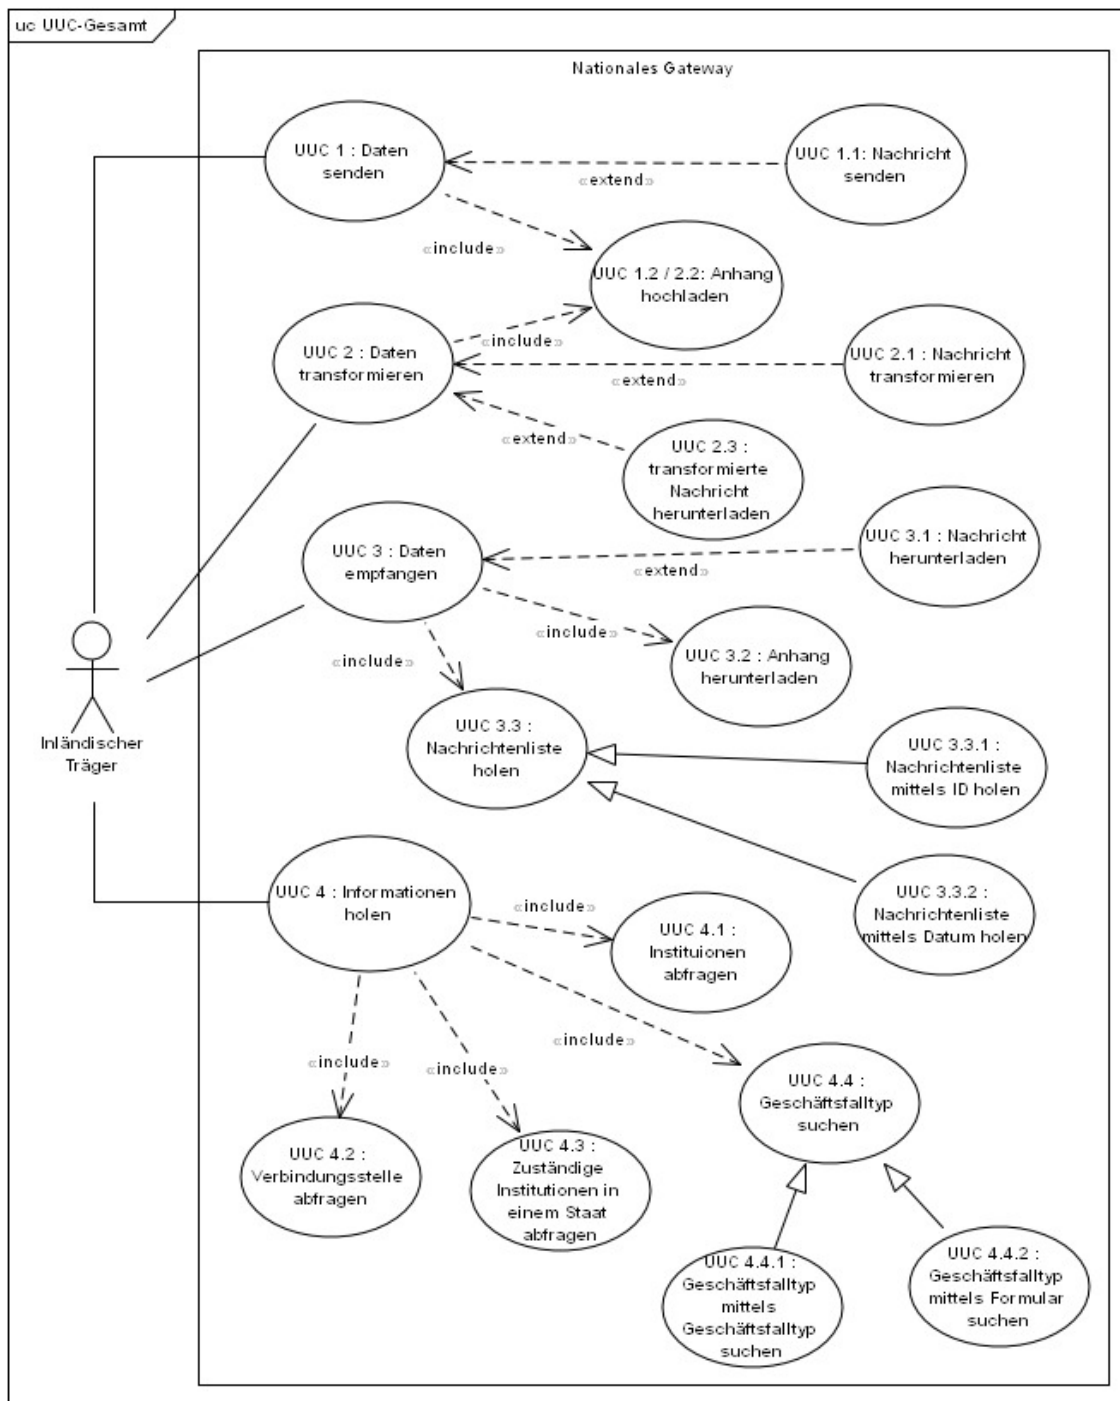 uc UUC-Gesamt
Nationales Gateway
UUC 1 : Daten
senden
UUC 1.1: Nachricht
senden
«extend»
«include»
UUC 1.2 / 2.2: Anhang
hochladen
UUC 2 : Daten
transformieren
«include»
UUC 2.1 : Nachricht
transformieren
«extend»
«extend»
UUC 2.3 :
transformierte
Nachricht
herunterladen
UUC 3 : Daten
empfangen
UUC 3.1 : Nachricht
herunterladen
«extend»
«include»
«include»
UUC 3.2 : Anhang
herunterladen
Inländischer
Träger
UUC 3.3 :
Nachrichtenliste
holen
UUC 3.3.1 :
Nachrichtenliste
mittels ID holen
UUC 3.3.2 :
Nachrichtenliste
mittels Datum holen
UUC 4 : Informationen
holen
«include»
UUC 4.1 :
Instituionen
abfragen
«include»
«include»
«include»
UUC 4.4 :
Geschäftsfalltyp
suchen
UUC 4.2 :
Verbindungsstelle
abfragen
UUC 4.3 :
Zuständige
Institutionen in
einem Staat
abfragen
UUC 4.4.1 :
Geschäftsfalltyp
mittels
Geschäftsfalltyp
suchen
UUC 4.4.2 :
Geschäftsfalltyp
mittels Formular
suchen